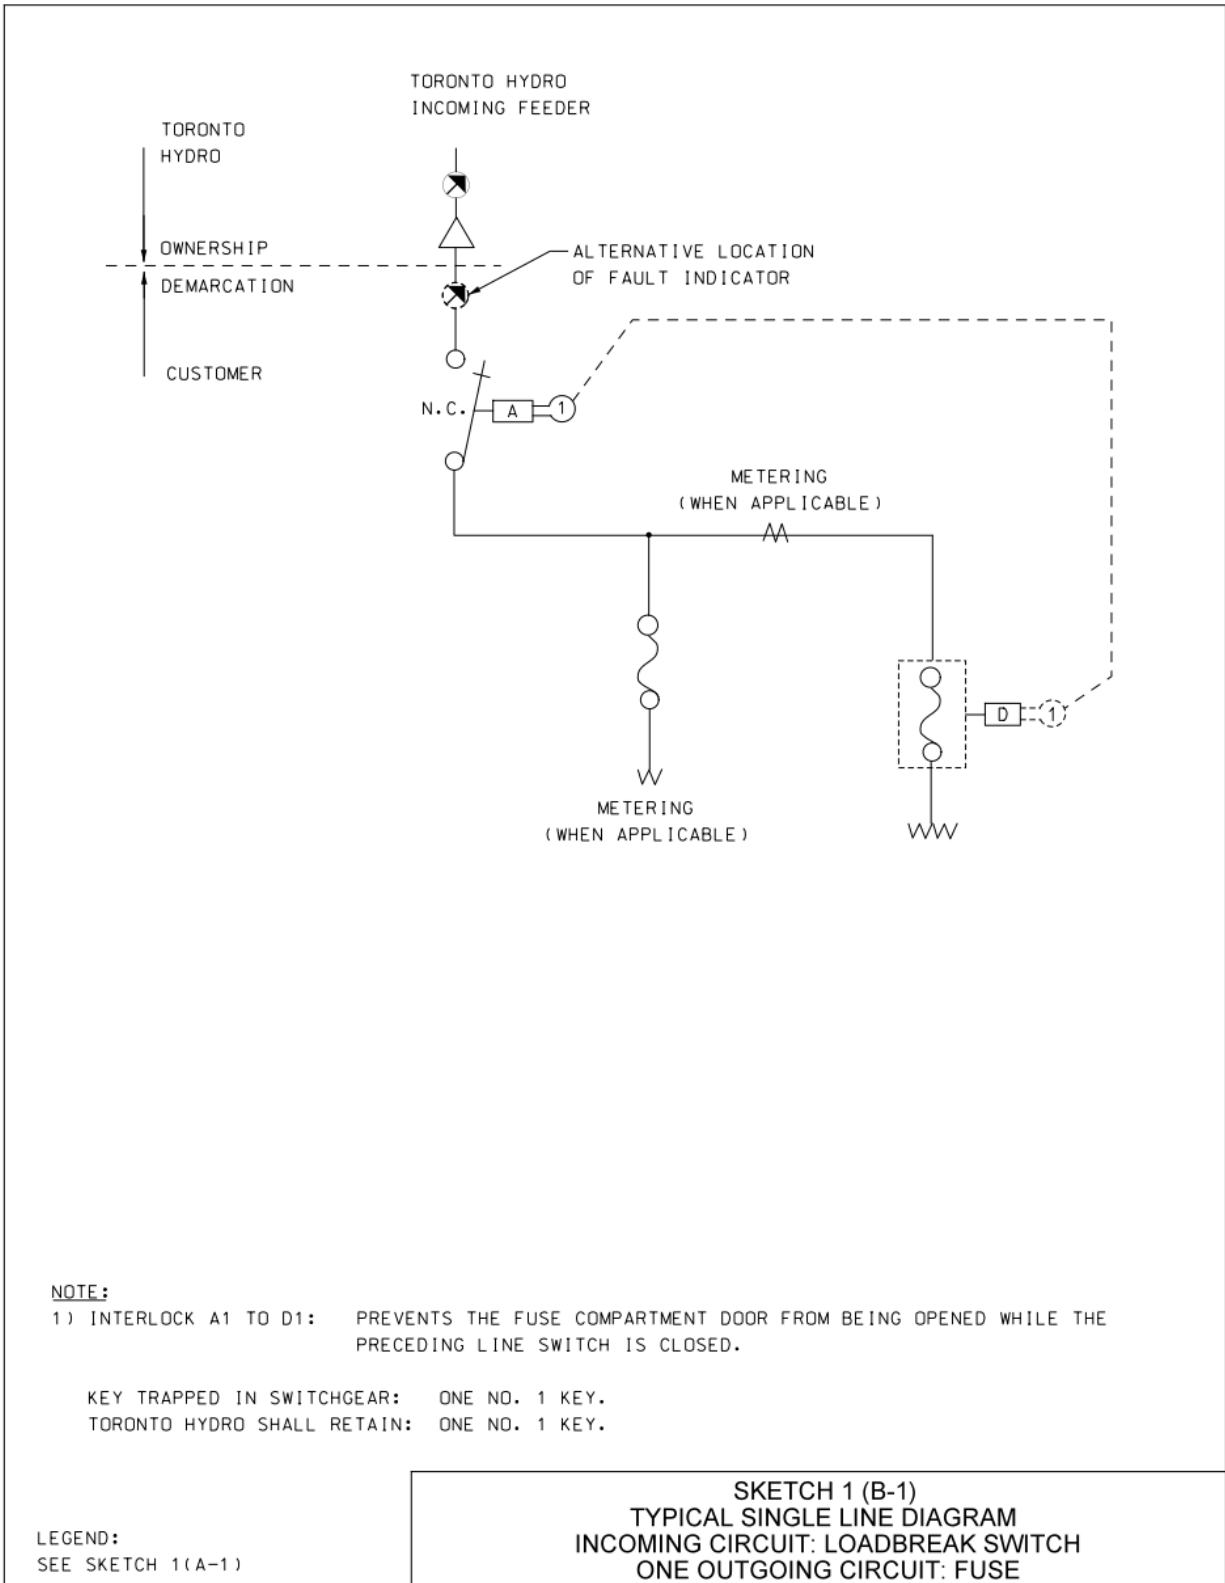 TORONTO HYDRO
INCOMING FEEDER
TORONTO
HYDRO
OWNERSHIP
DEMARCATION
CUSTOMER
ALTERNATIVE LOCATION
OF FAULT INDICATOR
N.C.
A
1
METERING
(WHEN APPLICABLE)
D
1
METERING
(WHEN APPLICABLE)
NOTE:
1) INTERLOCK A1 TO D1: PREVENTS THE FUSE COMPARTMENT DOOR FROM BEING OPENED WHILE THE
PRECEDING LINE SWITCH IS CLOSED.
KEY TRAPPED IN SWITCHGEAR: ONE NO. 1 KEY.
TORONTO HYDRO SHALL RETAIN: ONE NO. 1 KEY.
LEGEND:
SEE SKETCH 1(A-1)
SKETCH 1 (B-1)
TYPICAL SINGLE LINE DIAGRAM
INCOMING CIRCUIT: LOADBREAK SWITCH
ONE OUTGOING CIRCUIT: FUSE